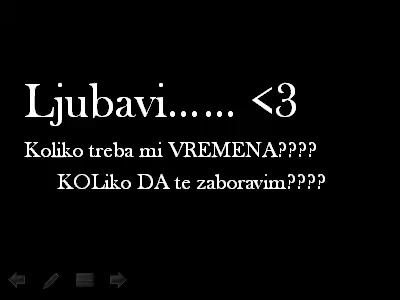 Ljubavi...... <3
Koliko treba mi VREMENA????
KOLiko DA te zaboravim????